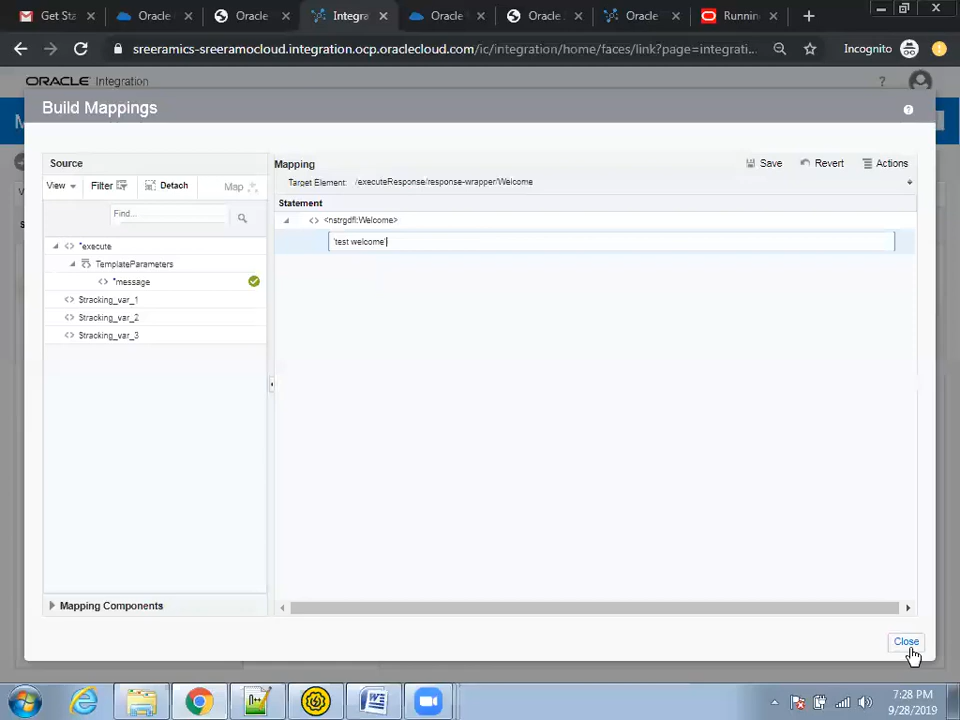 Get Sta
Oracle
Oracle
Integra
Oracle
Oracle
Oracle
Runnin
sreeramics-sreeramocloud.integration.ocp.oraclecloud.com/ic/integration/home/faces/link?page=integrati...
Incognito
ORACLE Integration
?
Build Mappings
?
Source
View
Filter
Detach
Map
Find...
*execute
TemplateParameters
*message
$tracking_var_1
$tracking_var_2
$tracking_var_3
Mapping Components
Mapping
Save
Revert
Actions
Target Element: /executeResponse/response-wrapper/Welcome
Statement
<nstrgdfl:Welcome>
'test welcome'
Close
7:28 PM
9/28/2019